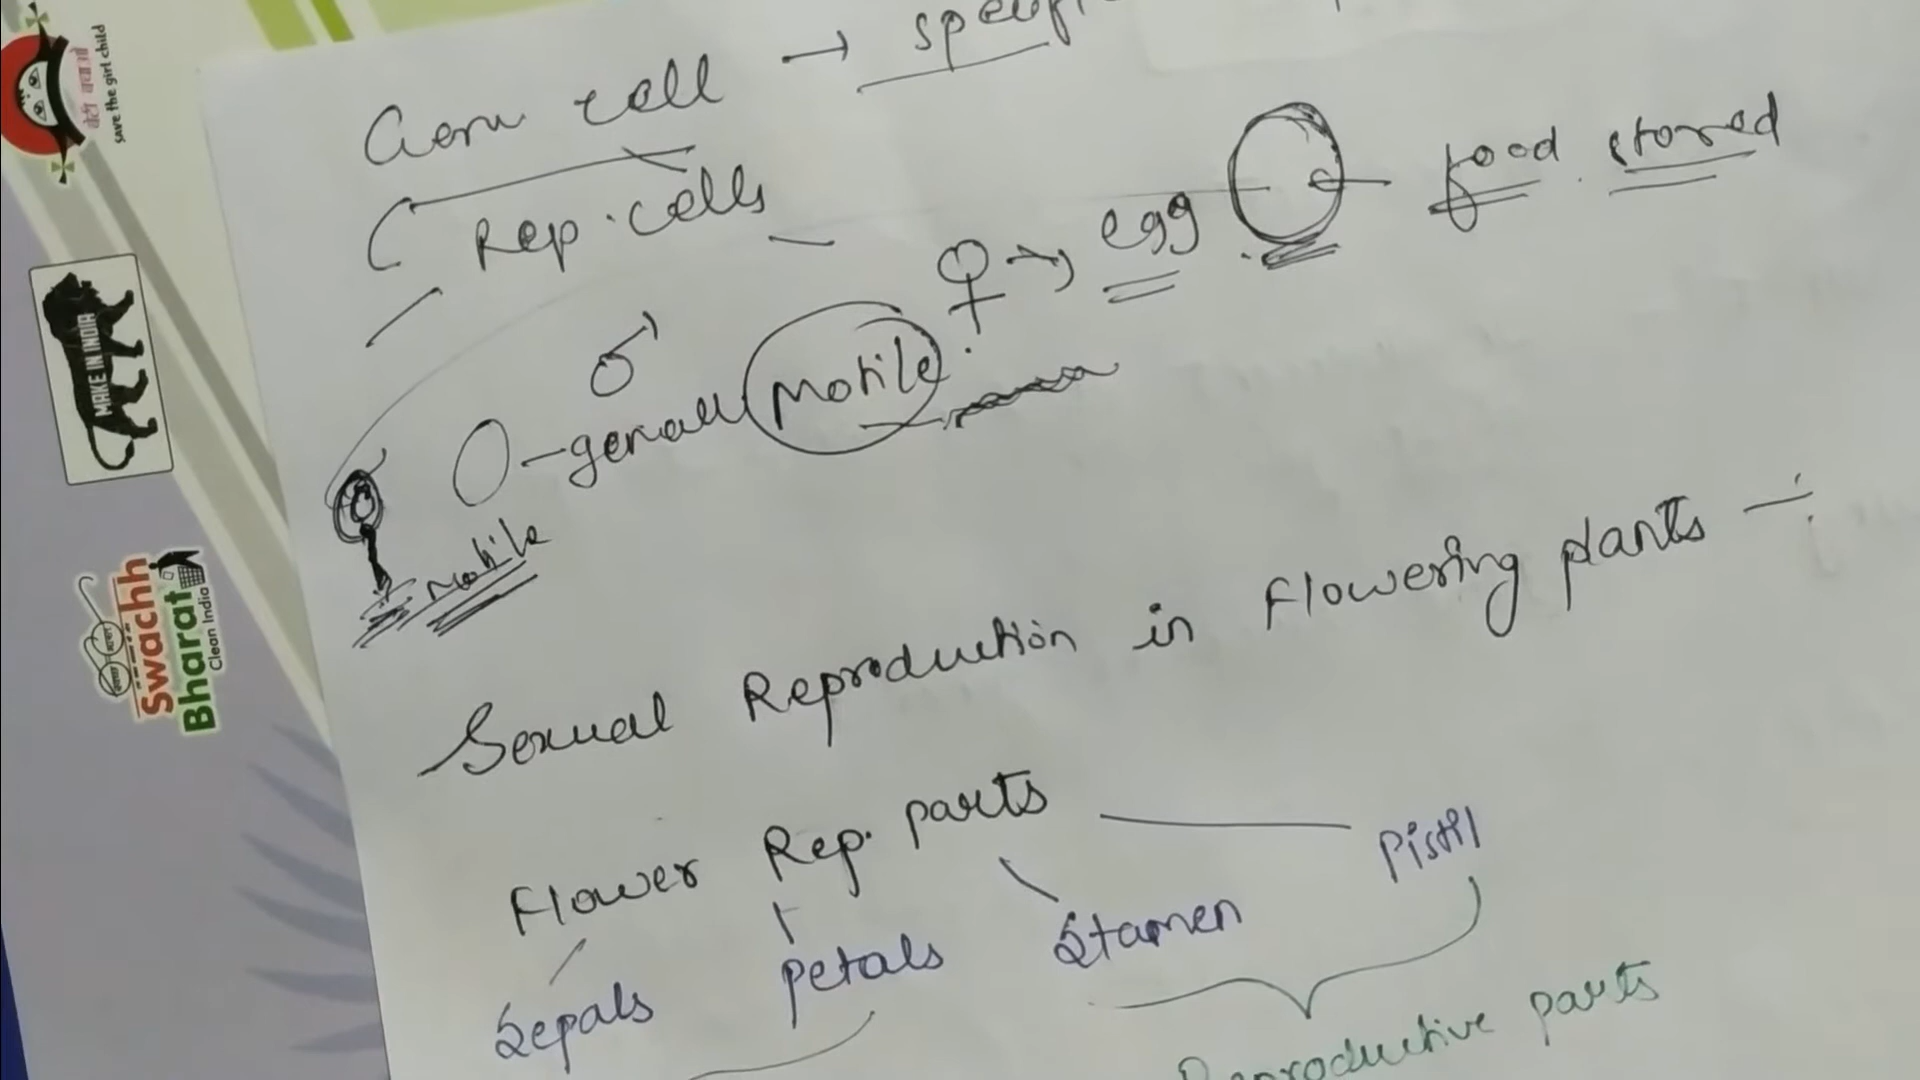 Germ cell → specifi
Rep. cells
♀ → egg food stored
♂
- generall motile
motile
Sexual Reproduction in Flowering plants -:
Flower Rep. parts
Pistil
Sepals petals Stamen
Reproductive parts
save the girl child
MAKE IN INDIA
Swachh
Bharat
Clean India